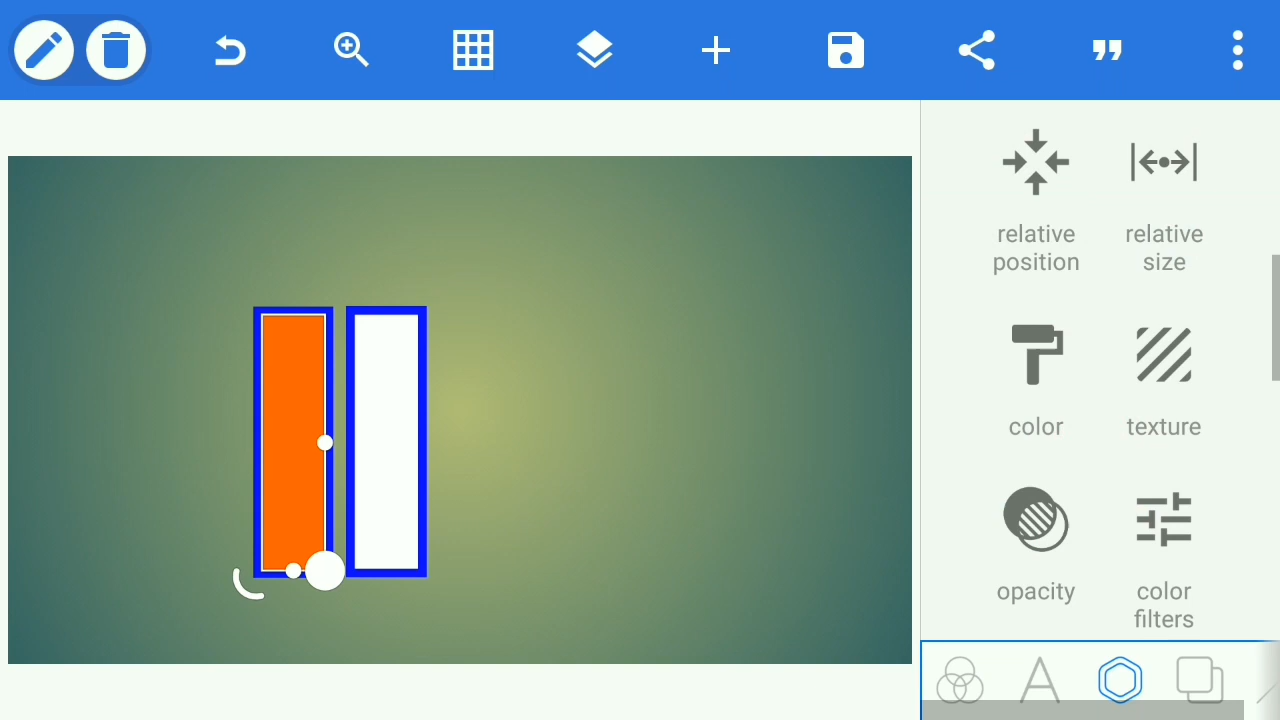 relative
position
relative
size
color
texture
opacity
color
filters